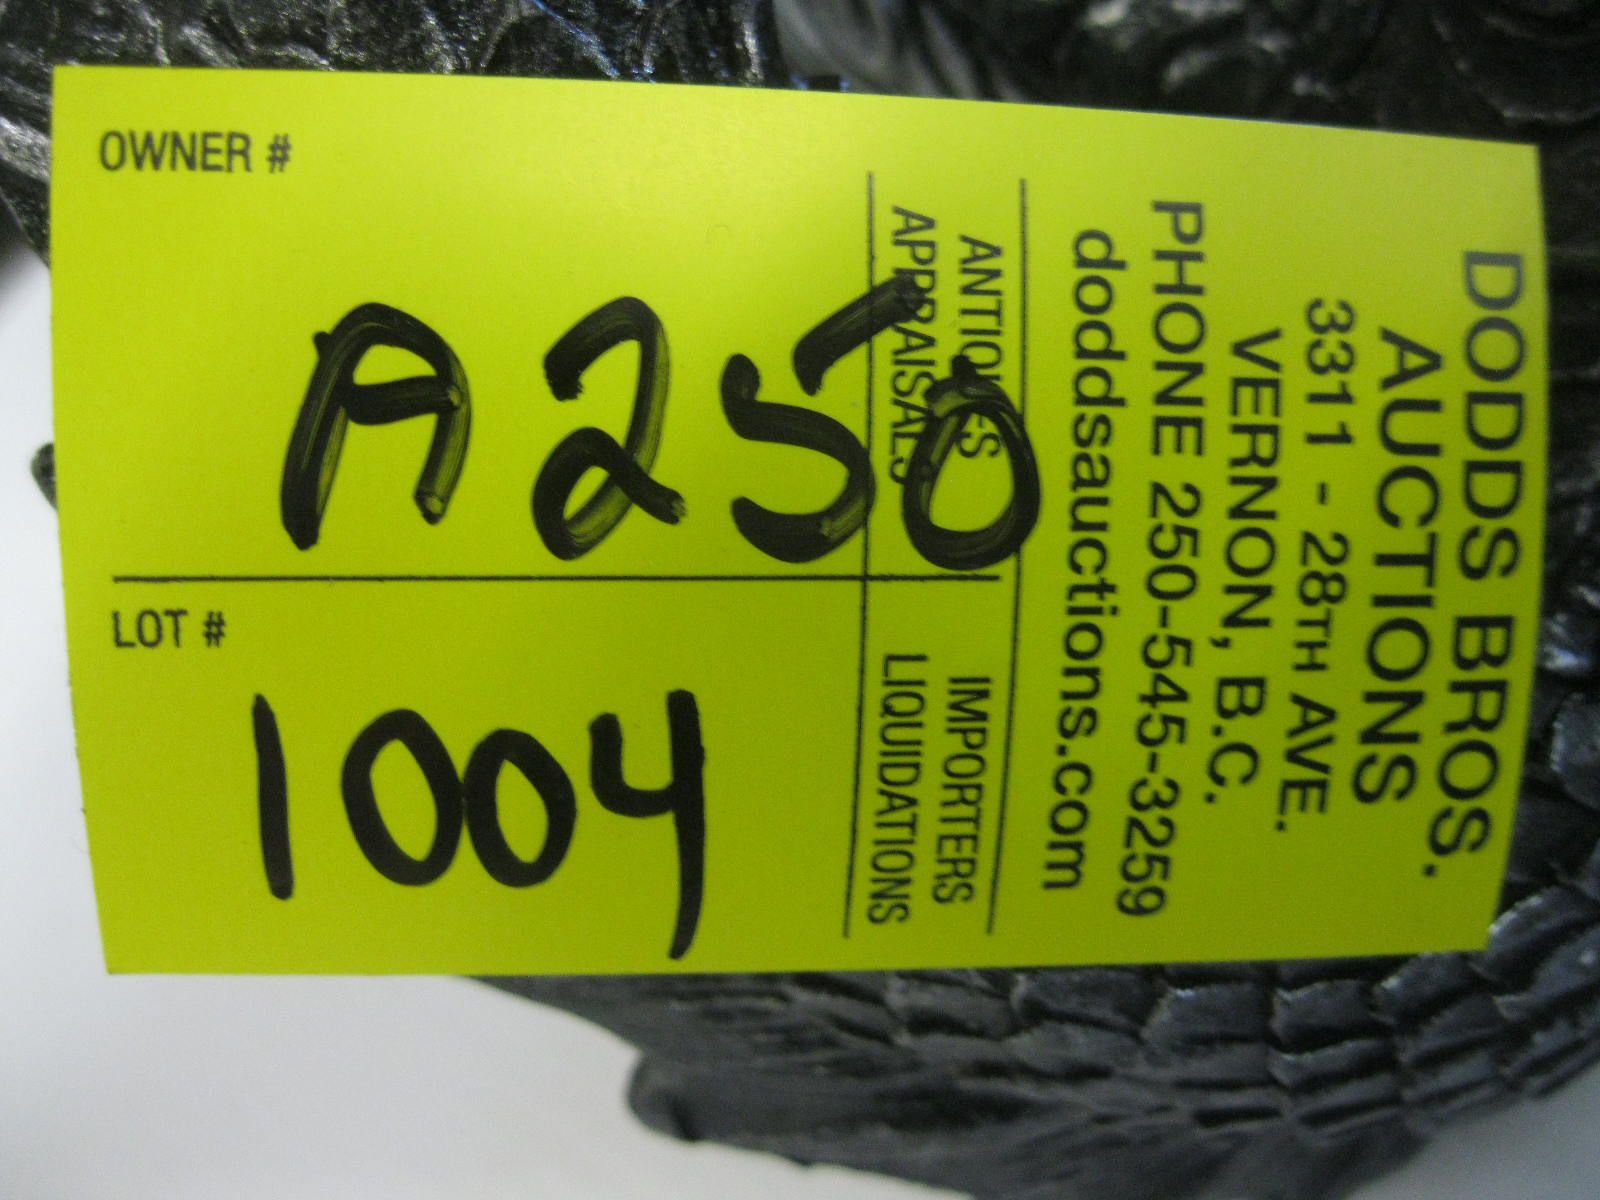 DODDS BROS.
AUCTIONS
3311 - 28TH AVE.
VERNON, B.C.
PHONE 250-545-3259
doddsauctions.com
ANTIQUES
APPRAISALS
IMPORTERS
LIQUIDATIONS
OWNER #
A250
LOT #
1004